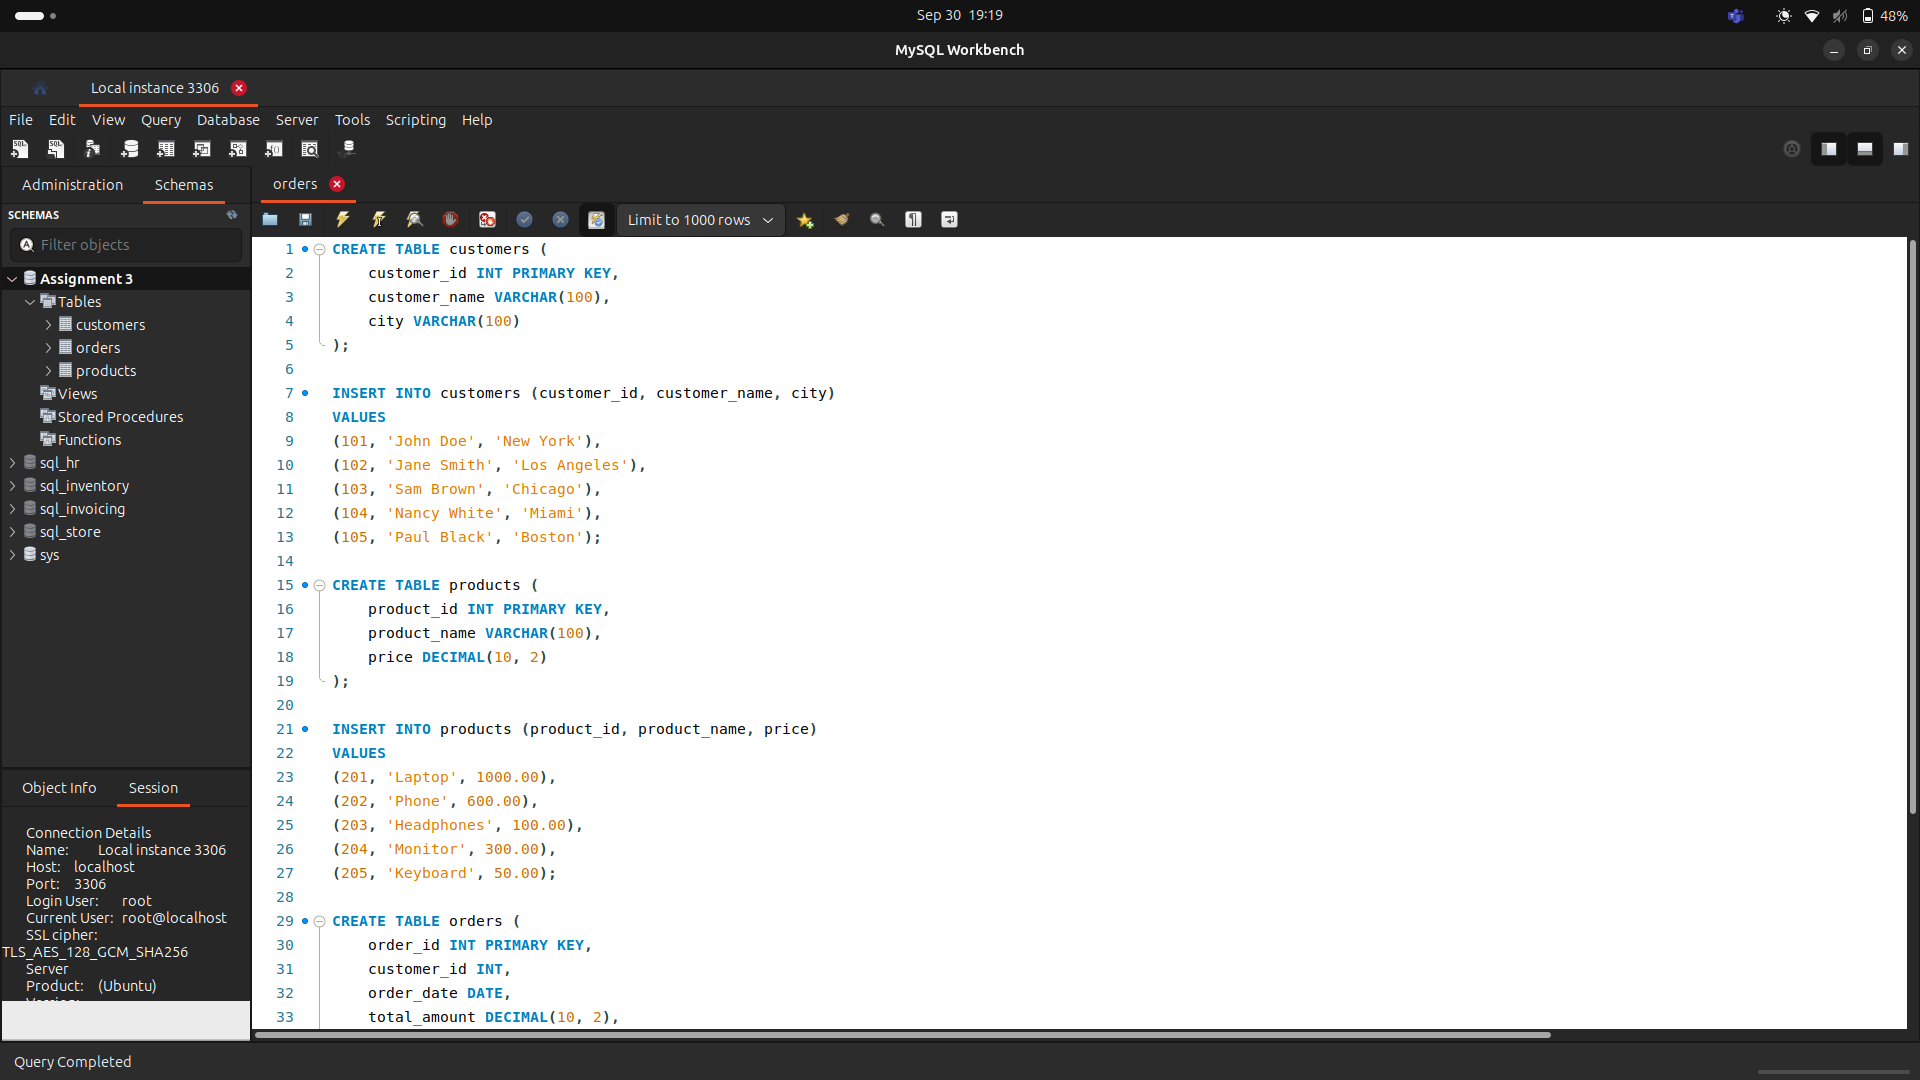 Sep 30 19:19
48%
MySQL Workbench
Local instance 3306
File Edit View Query Database Server Tools Scripting Help
Administration Schemas
orders
SCHEMAS
Limit to 1000 rows
Filter objects
Assignment 3
Tables
customers
orders
products
Views
Stored Procedures
Functions
sql_hr
sql_inventory
sql_invoicing
sql_store
sys
1 CREATE TABLE customers (
2 customer_id INT PRIMARY KEY,
3 customer_name VARCHAR(100),
4 city VARCHAR(100)
5 );
6
7 INSERT INTO customers (customer_id, customer_name, city)
8 VALUES
9 (101, 'John Doe', 'New York'),
10 (102, 'Jane Smith', 'Los Angeles'),
11 (103, 'Sam Brown', 'Chicago'),
12 (104, 'Nancy White', 'Miami'),
13 (105, 'Paul Black', 'Boston');
14
15 CREATE TABLE products (
16 product_id INT PRIMARY KEY,
17 product_name VARCHAR(100),
18 price DECIMAL(10, 2)
19 );
20
21 INSERT INTO products (product_id, product_name, price)
22 VALUES
23 (201, 'Laptop', 1000.00),
24 (202, 'Phone', 600.00),
25 (203, 'Headphones', 100.00),
26 (204, 'Monitor', 300.00),
27 (205, 'Keyboard', 50.00);
28
29 CREATE TABLE orders (
30 order_id INT PRIMARY KEY,
31 customer_id INT,
32 order_date DATE,
33 total_amount DECIMAL(10, 2),
Object Info Session
Connection Details
Name: Local instance 3306
Host: localhost
Port: 3306
Login User: root
Current User: root@localhost
SSL cipher:
TLS_AES_128_GCM_SHA256
Server
Product: (Ubuntu)
Query Completed